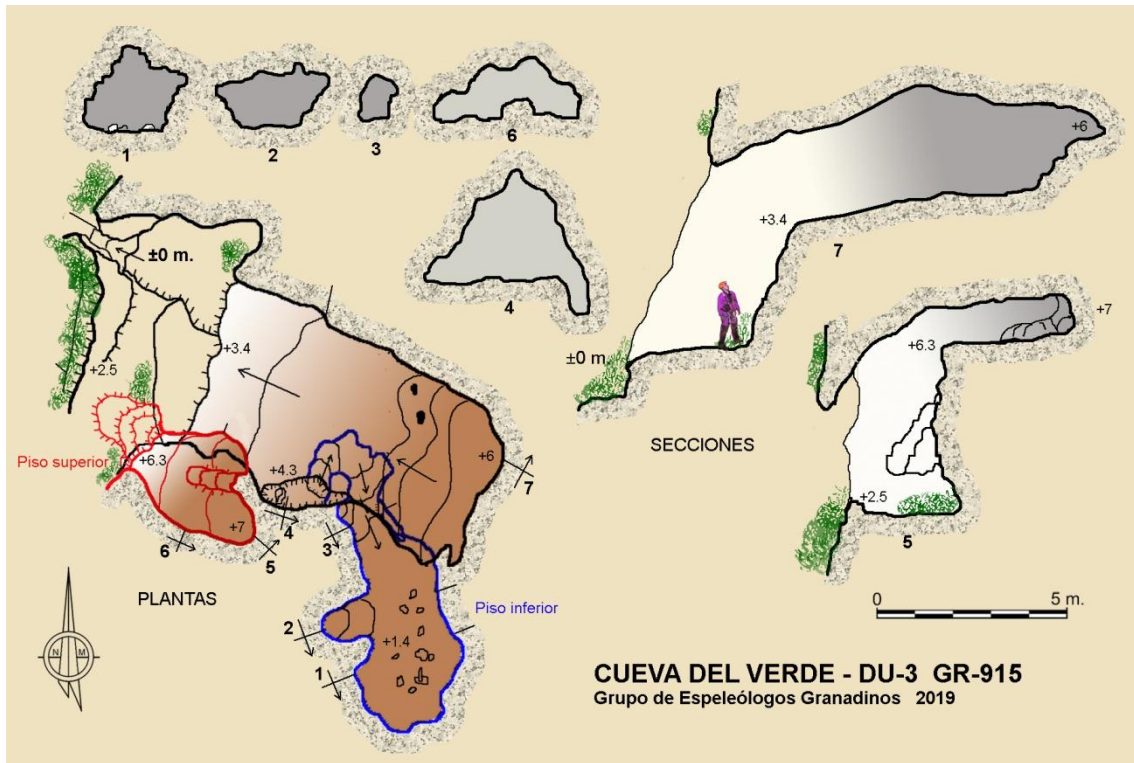 1
2
3
6
4
±0 m.
+2.5
+3.4
Piso superior
+6.3
+7
6
5
+4.3
4
3
+6
7
Piso inferior
2
1
+1.4
PLANTAS
N M
+6
+3.4
7
±0 m.
SECCIONES
+7
+6.3
+2.5
5
0 5 m.
CUEVA DEL VERDE - DU-3 GR-915
Grupo de Espeleólogos Granadinos 2019